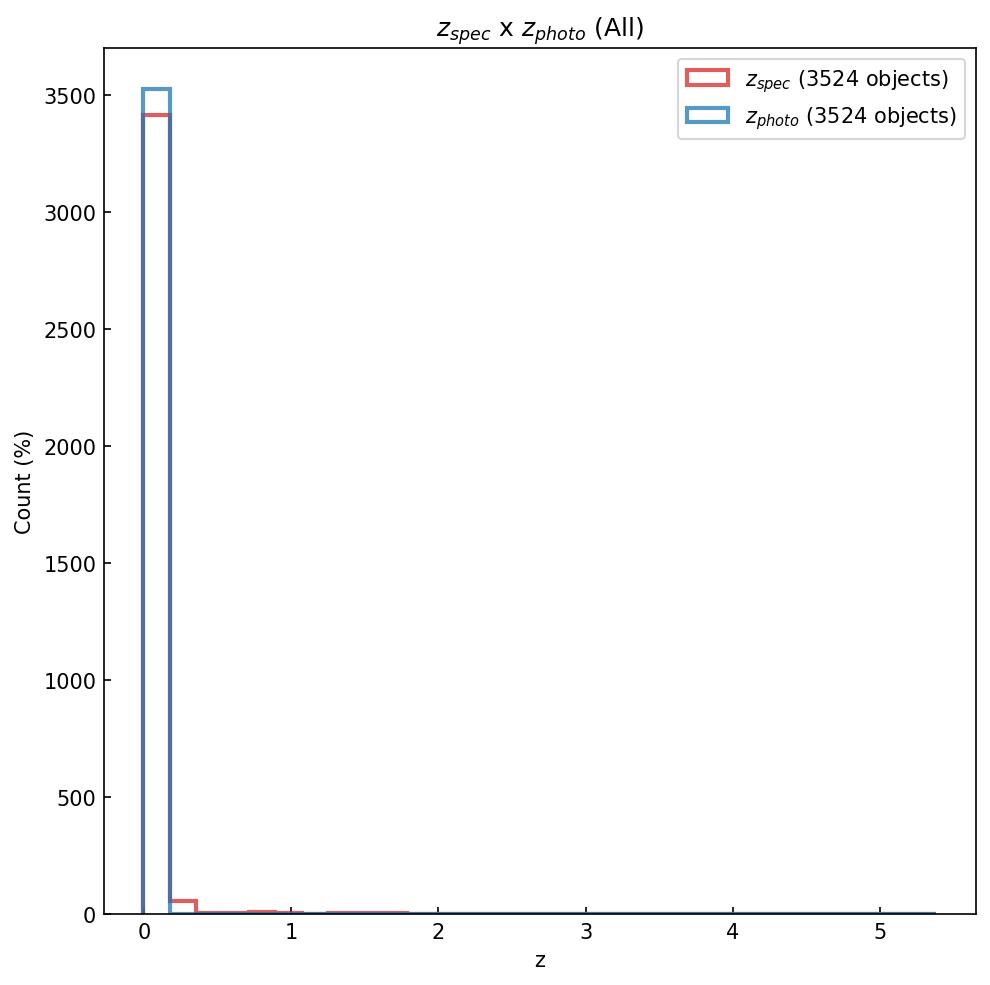 z_spec x z_photo (All)
z_spec (3524 objects)
z_photo (3524 objects)
Count (%)
3500
3000
2500
2000
1500
1000
500
0
0 1 2 3 4 5
z